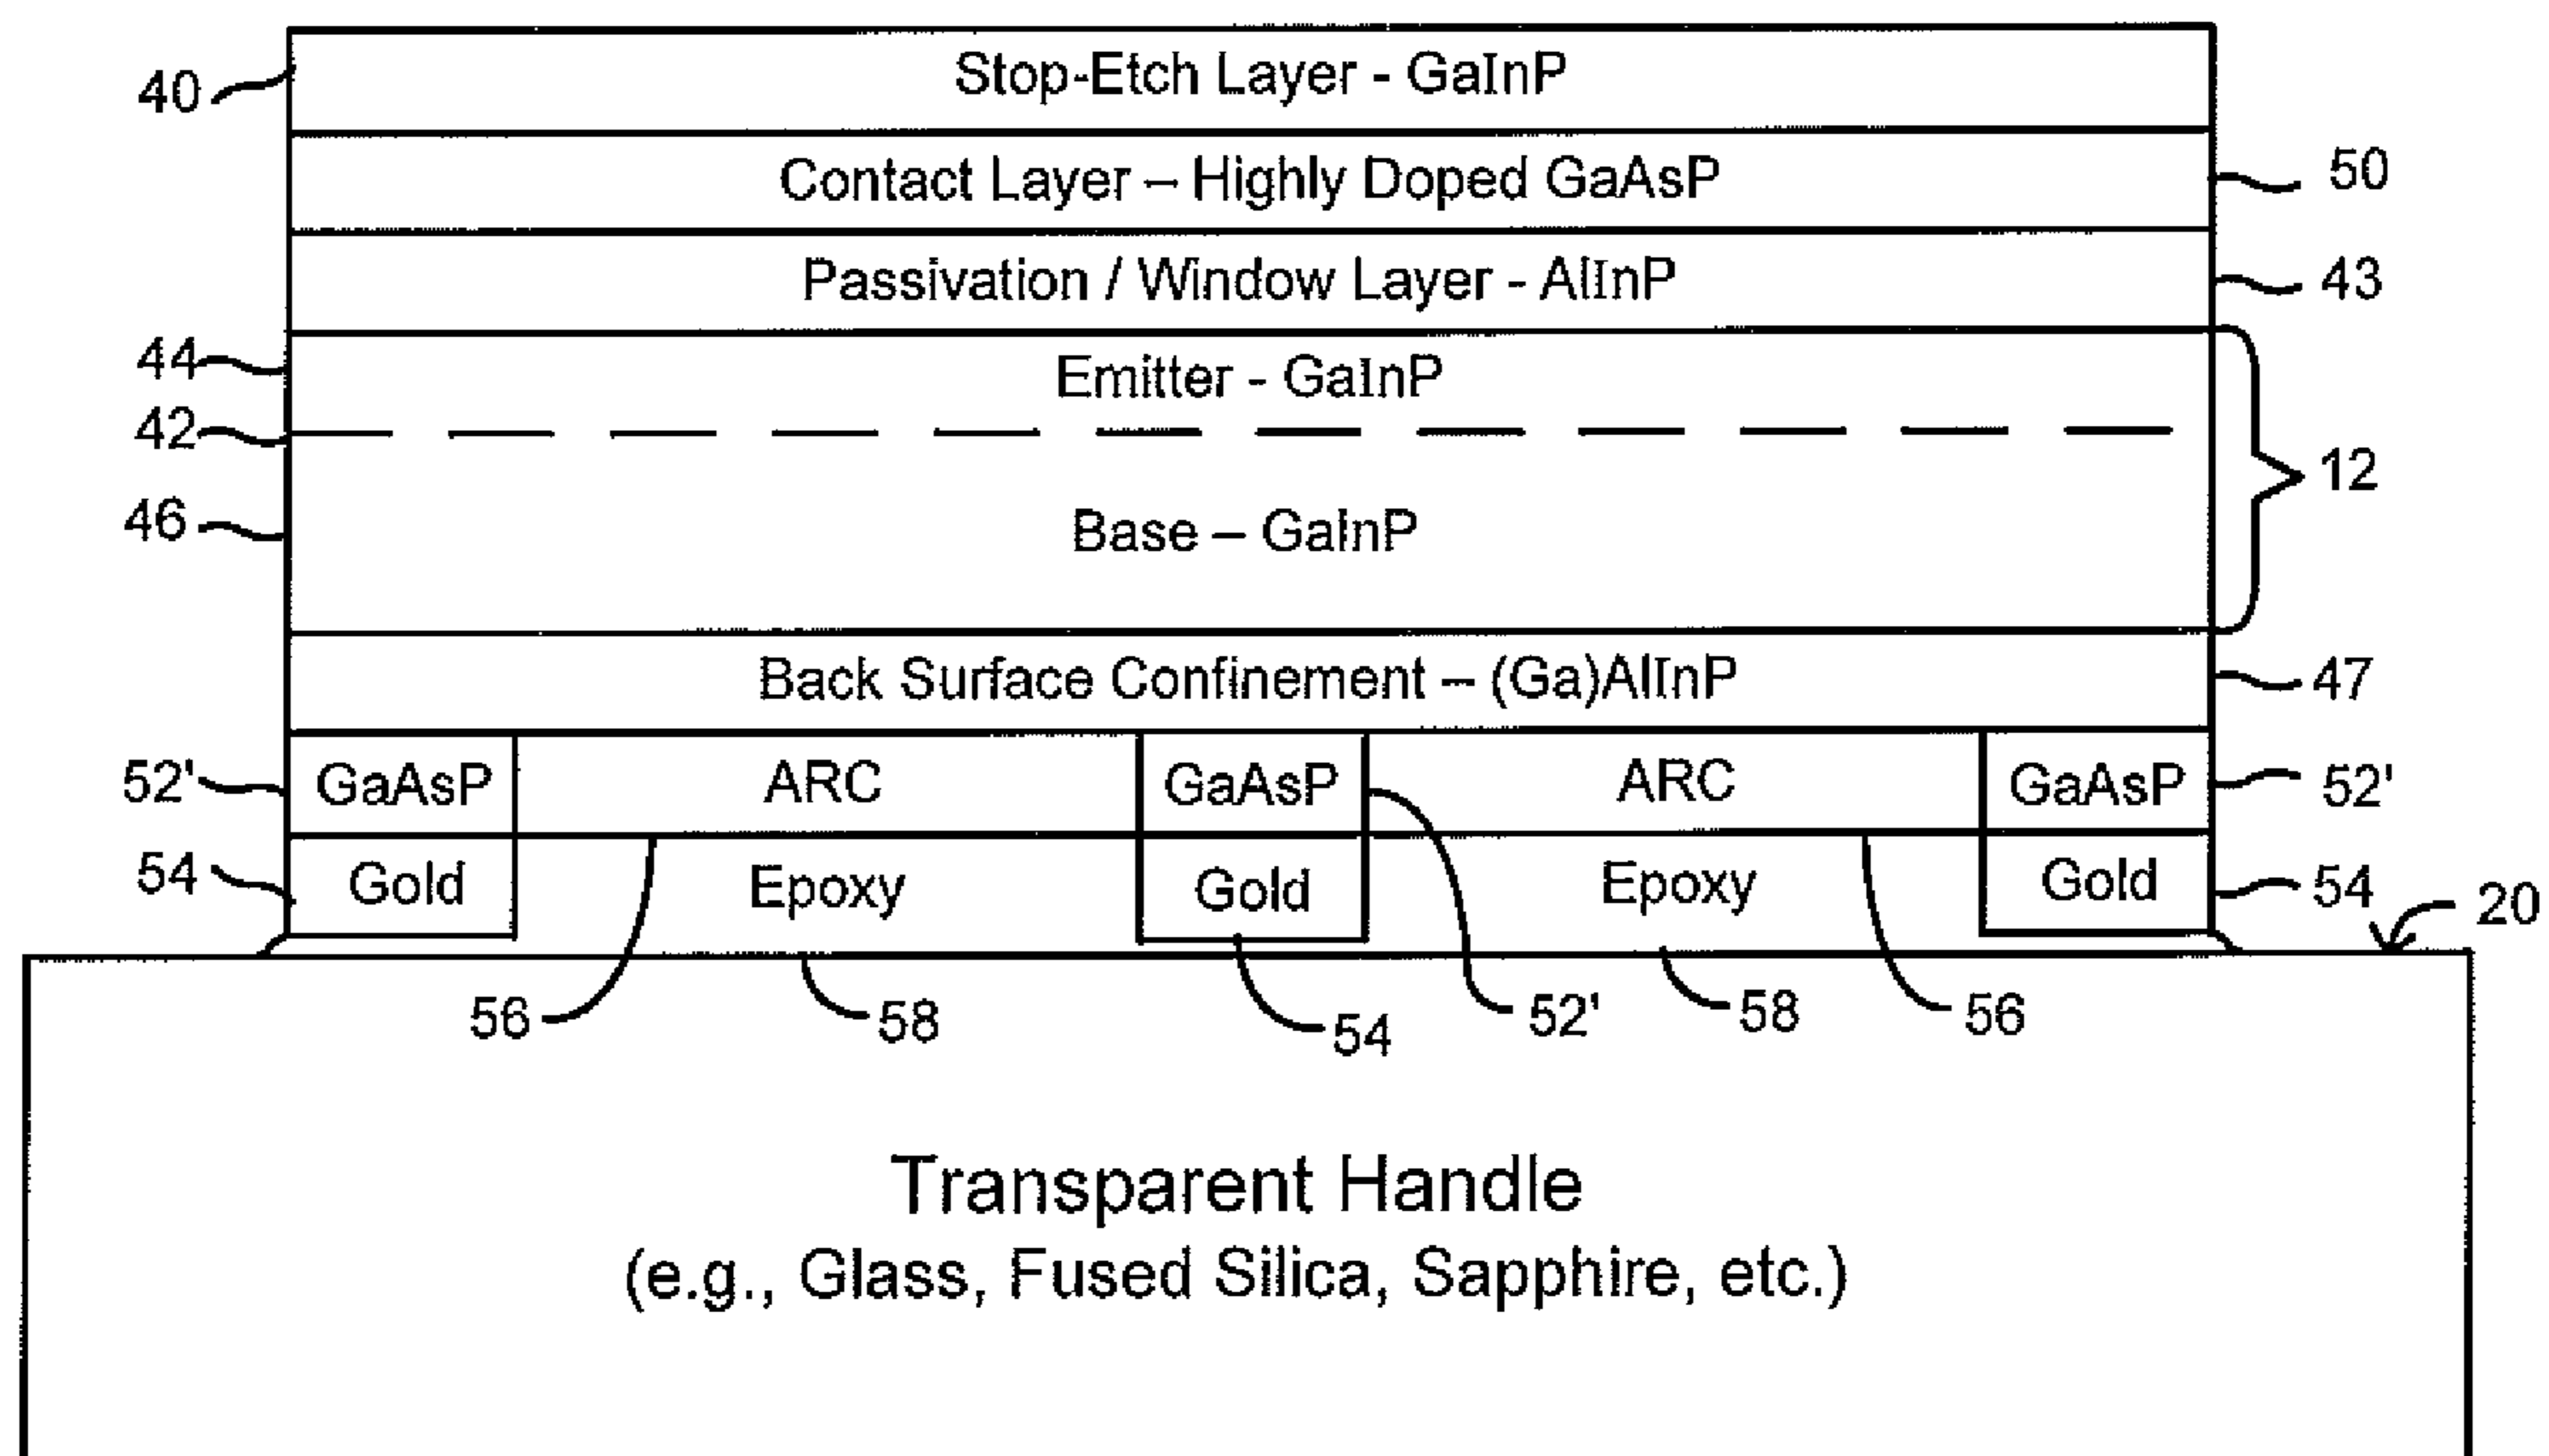 Stop-Etch Layer - GaInP
40
Contact Layer – Highly Doped GaAsP
50
Passivation / Window Layer - AlInP
43
44
Emitter - GaInP
42
12
46
Base – GaInP
Back Surface Confinement – (Ga)AlInP
47
52'
GaAsP
ARC
GaAsP
ARC
GaAsP
52'
54
Gold
Epoxy
Gold
Epoxy
Gold
54
20
56
58
54
52'
58
56
Transparent Handle
(e.g., Glass, Fused Silica, Sapphire, etc.)